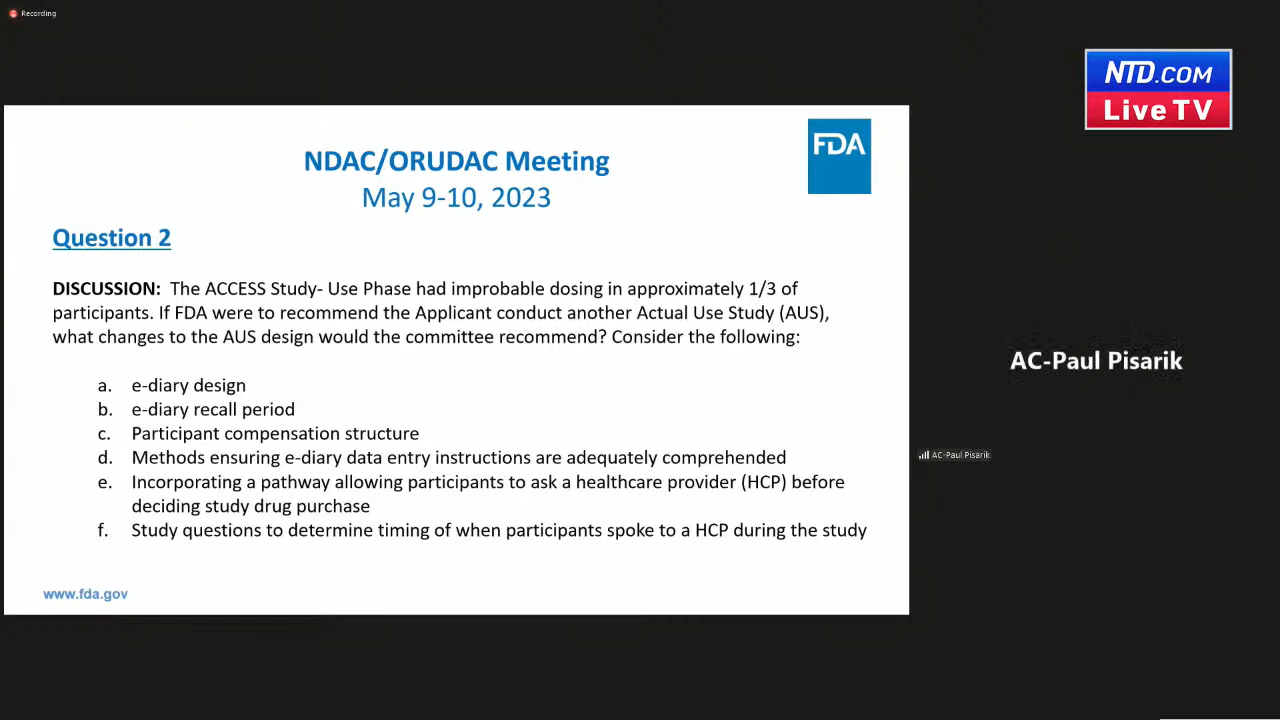 Recording
NTD.COM
Live TV
FDA
NDAC/ORUDAC Meeting
May 9-10, 2023
Question 2
DISCUSSION: The ACCESS Study- Use Phase had improbable dosing in approximately 1/3 of
participants. If FDA were to recommend the Applicant conduct another Actual Use Study (AUS),
what changes to the AUS design would the committee recommend? Consider the following:
a. e-diary design
b. e-diary recall period
c. Participant compensation structure
d. Methods ensuring e-diary data entry instructions are adequately comprehended
e. Incorporating a pathway allowing participants to ask a healthcare provider (HCP) before
deciding study drug purchase
f. Study questions to determine timing of when participants spoke to a HCP during the study
www.fda.gov
AC-Paul Pisarik
AC-Paul Pisarik